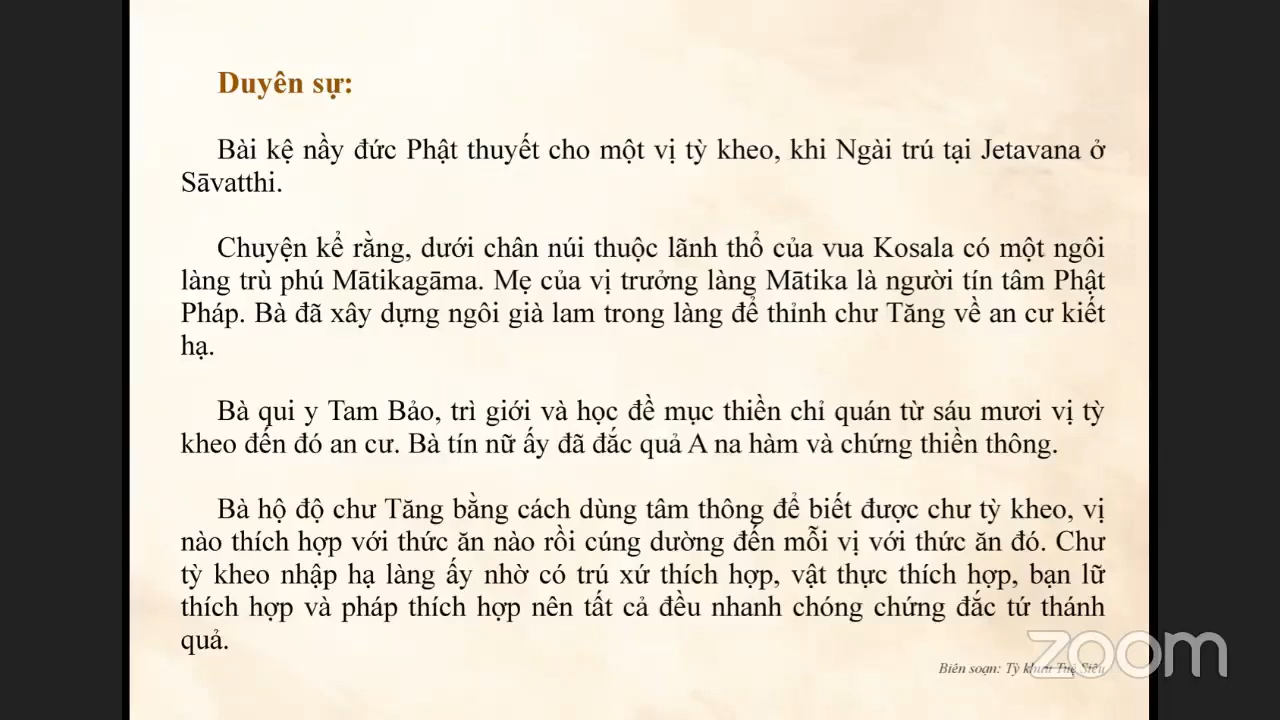 Duyên sự:
Bài kệ nầy đức Phật thuyết cho một vị tỳ kheo, khi Ngài trú tại Jetavana ở
Sāvatthi.
Chuyện kể rằng, dưới chân núi thuộc lãnh thổ của vua Kosala có một ngôi
làng trù phú Mātikagāma. Mẹ của vị trưởng làng Mātika là người tín tâm Phật
Pháp. Bà đã xây dựng ngôi già lam trong làng để thỉnh chư Tăng về an cư kiết
hạ.
Bà qui y Tam Bảo, trì giới và học đề mục thiền chỉ quán từ sáu mươi vị tỳ
kheo đến đó an cư. Bà tín nữ ấy đã đắc quả A na hàm và chứng thiền thông.
Bà hộ độ chư Tăng bằng cách dùng tâm thông để biết được chư tỳ kheo, vị
nào thích hợp với thức ăn nào rồi cúng dường đến mỗi vị với thức ăn đó. Chư
tỳ kheo nhập hạ làng ấy nhờ có trú xứ thích hợp, vật thực thích hợp, bạn lữ
thích hợp và pháp thích hợp nên tất cả đều nhanh chóng chứng đắc tứ thánh
quả.
Biên soạn: Tỳ khưu Tuệ Siêu
zoom